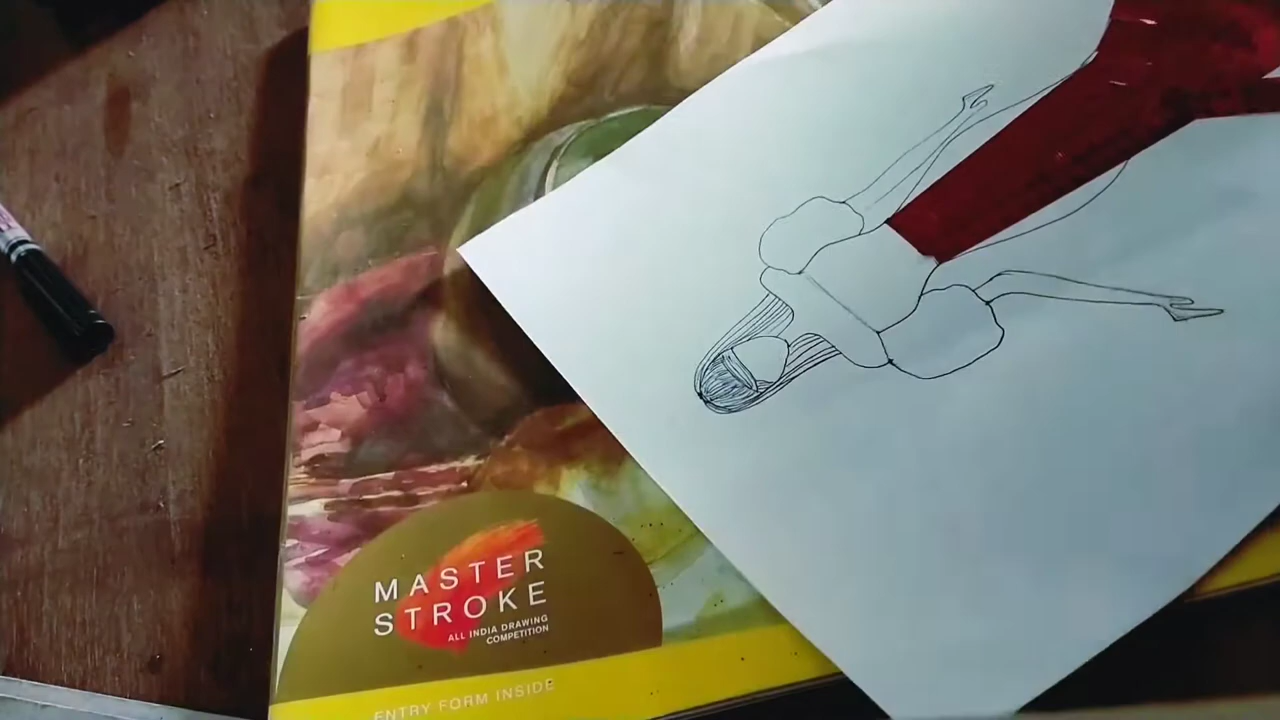 MASTER
STROKE
ALL INDIA DRAWING
COMPETITION
ENTRY FORM INSIDE